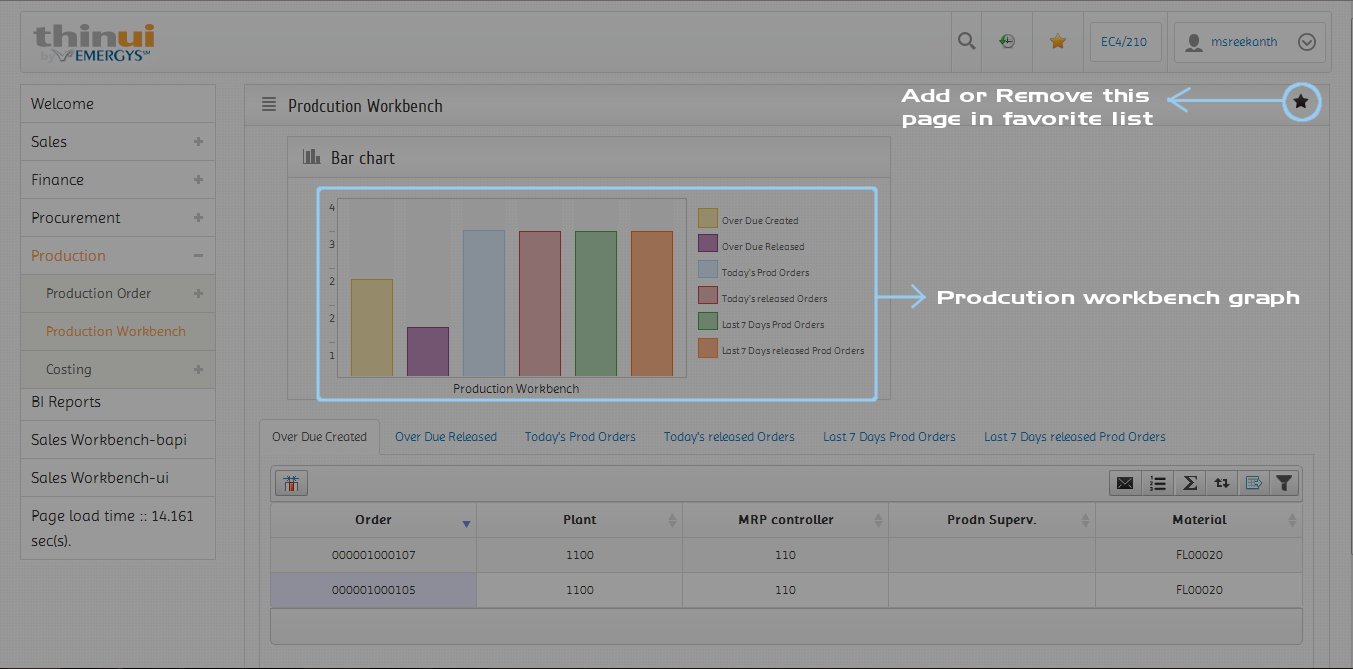 thinui
by EMERGYS℠
EC4/210
msreekanth
Welcome
Sales
Finance
Procurement
Production
Production Order
Production Workbench
Costing
BI Reports
Sales Workbench-bapi
Sales Workbench-ui
Page load time :: 14.161
sec(s).
Prodcution Workbench
Add or Remove this
page in favorite list
Bar chart
4
3
2
2
1
Production Workbench
Over Due Created
Over Due Released
Today's Prod Orders
Today's released Orders
Last 7 Days Prod Orders
Last 7 Days released Prod Orders
Prodcution workbench graph
Over Due Created Over Due Released Today's Prod Orders Today's released Orders Last 7 Days Prod Orders Last 7 Days released Prod Orders
Order Plant MRP controller Prodn Superv. Material
000001000107 1100 110 FL00020
000001000105 1100 110 FL00020